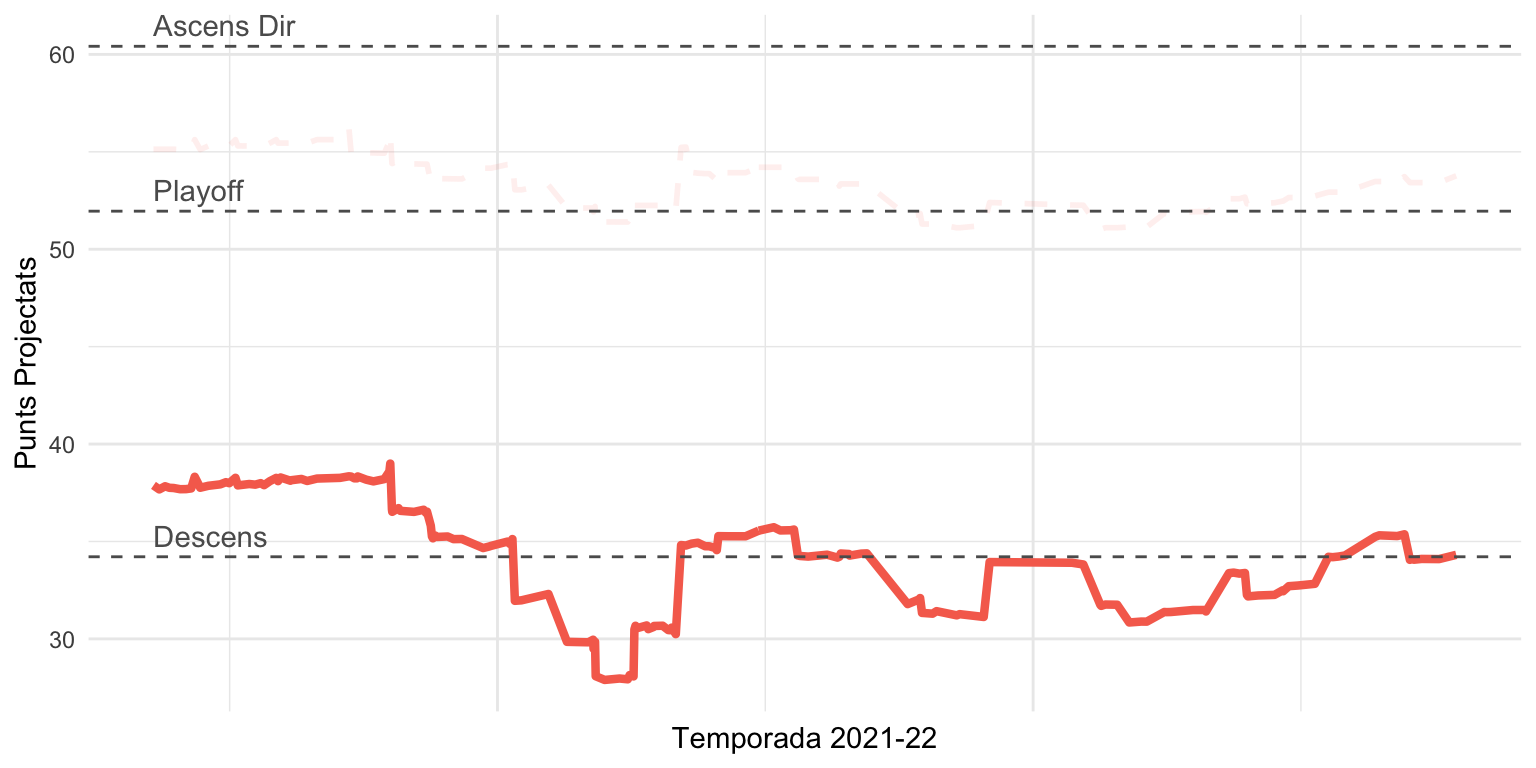 Ascens Dir
60
Playoff
50
Punts Projectats
40
Descens
30
Temporada 2021-22